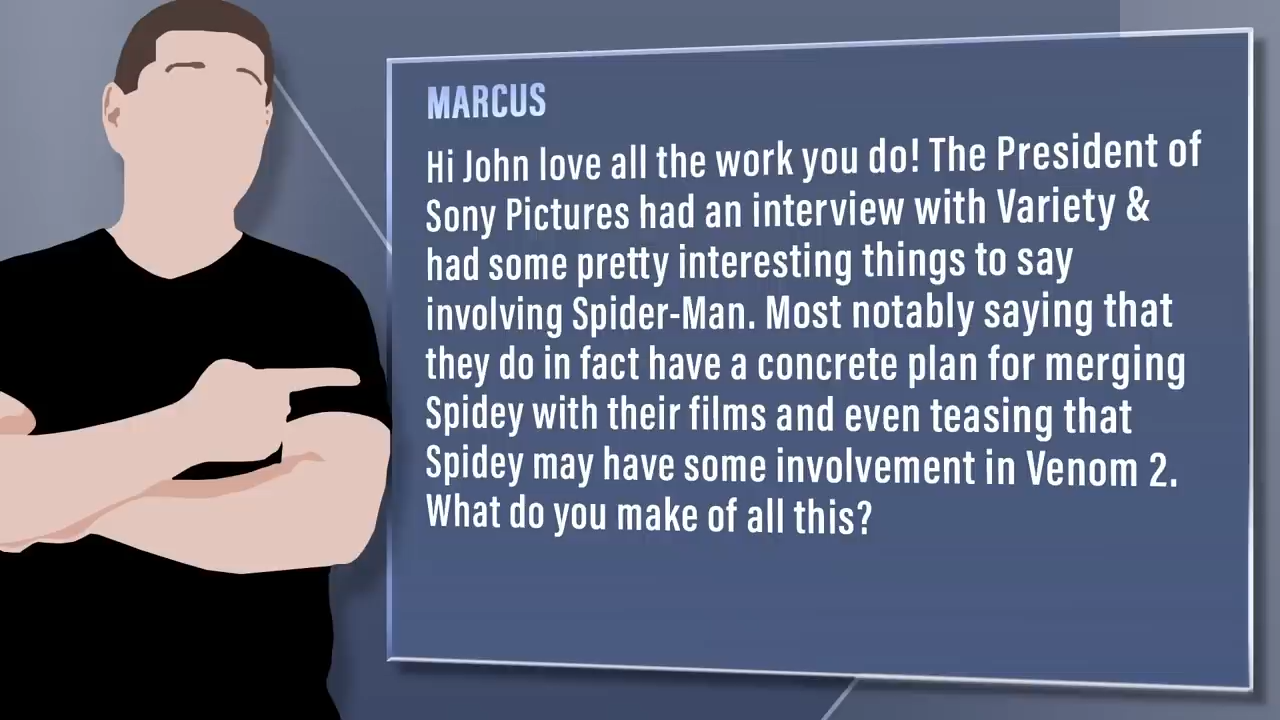 MARCUS
Hi John love all the work you do! The President of
Sony Pictures had an interview with Variety &
had some pretty interesting things to say
involving Spider-Man. Most notably saying that
they do in fact have a concrete plan for merging
Spidey with their films and even teasing that
Spidey may have some involvement in Venom 2.
What do you make of all this?